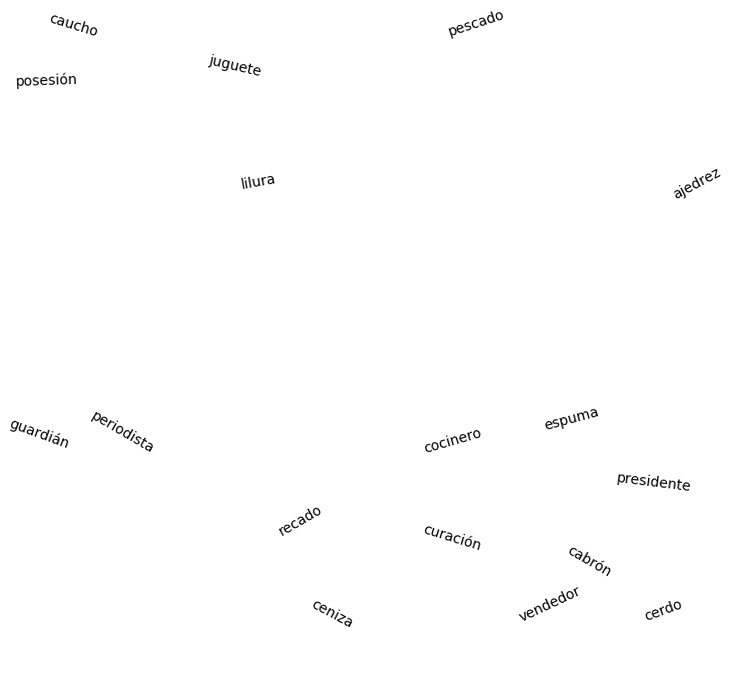 caucho
pescado
juguete
posesión
lilura
ajedrez
guardián
periodista
cocinero
espuma
presidente
recado
curación
cabrón
vendedor
cerdo
ceniza